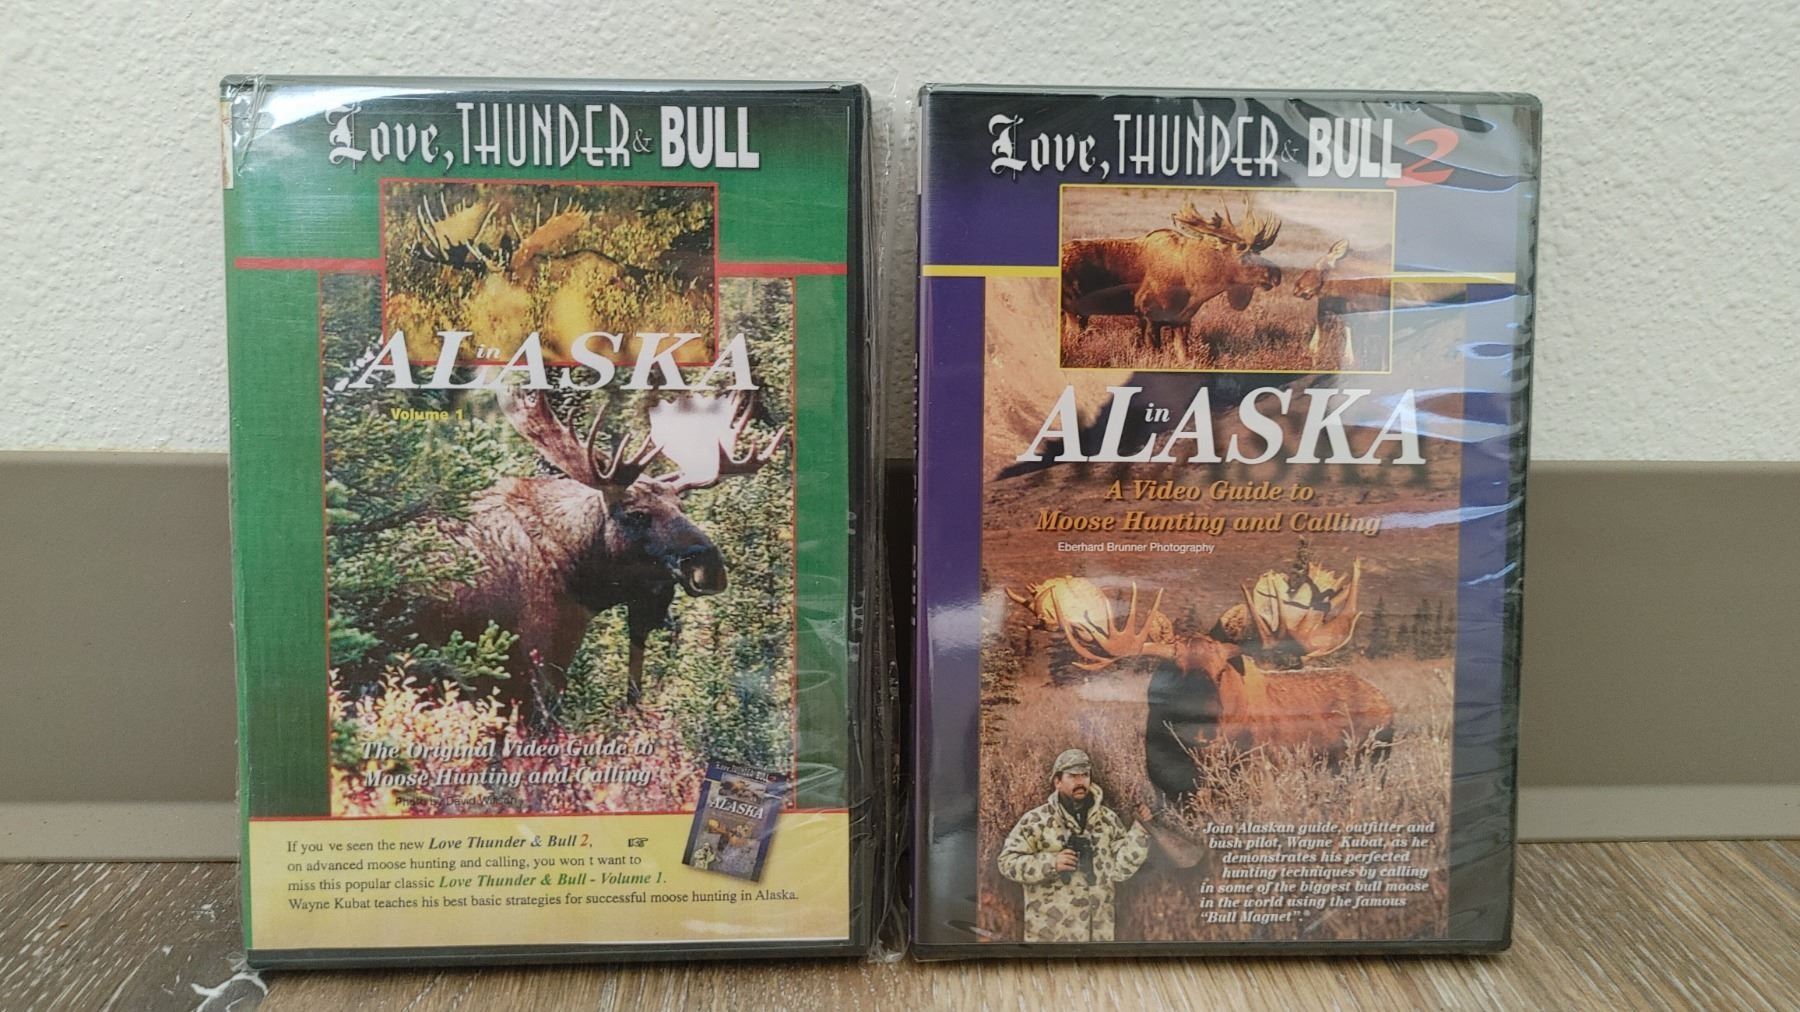 Love, THUNDER & BULL
in
ALASKA
Volume 1
The Original Video Guide to
Moose Hunting and Calling
Photo by David
ALASKA
If you ve seen the new Love Thunder & Bull 2,
on advanced moose hunting and calling, you won t want to
miss this popular classic Love Thunder & Bull - Volume 1.
Wayne Kubat teaches his best basic strategies for successful moose hunting in Alaska.
Love, THUNDER & BULL 2
in
ALASKA
A Video Guide to
Moose Hunting and Calling
Eberhard Brunner Photography
Join Alaskan guide, outfitter and
bush pilot, Wayne Kubat, as he
demonstrates his perfected
hunting techniques by calling
in some of the biggest bull moose
in the world using the famous
"Bull Magnet".®